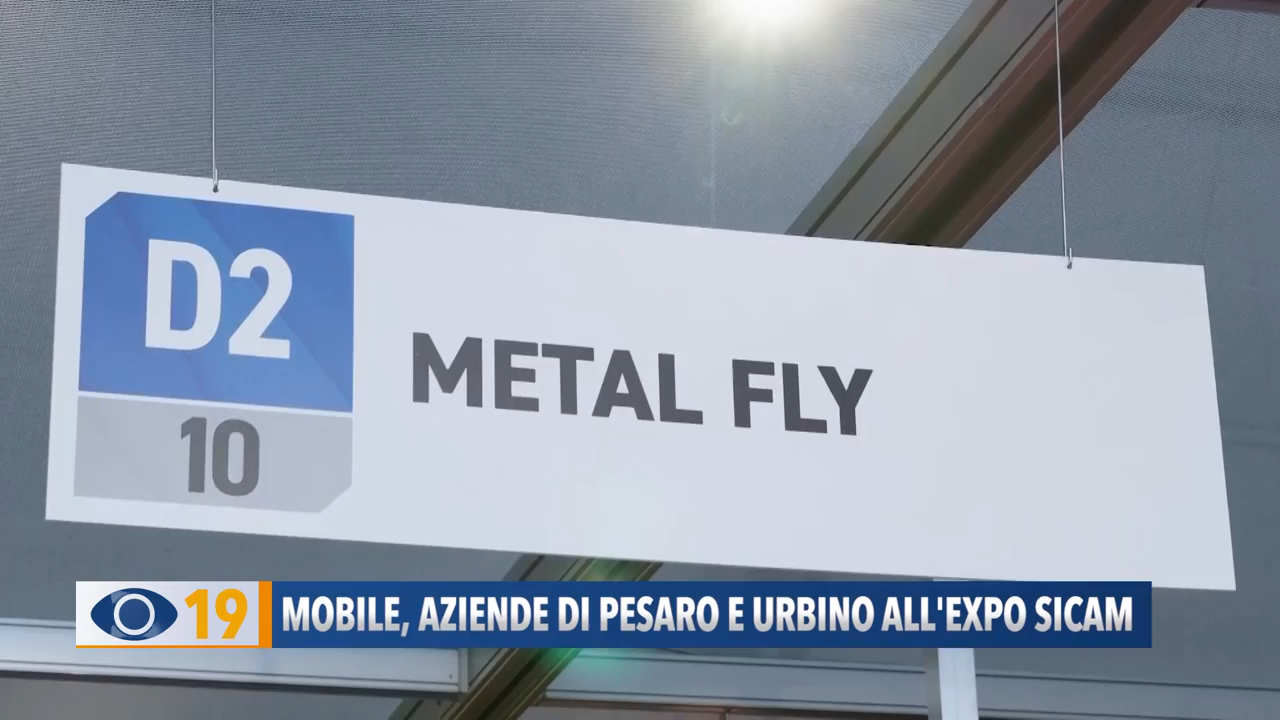 D2
10
METAL FLY
19
MOBILE, AZIENDE DI PESARO E URBINO ALL'EXPO SICAM